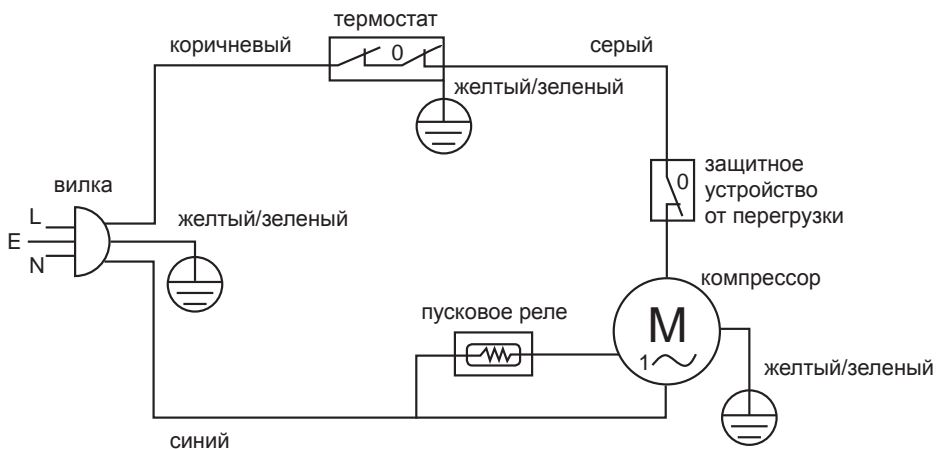 термостат
коричневый
0
серый
желтый/зеленый
0
защитное
устройство
от перегрузки
вилка
L
E
N
желтый/зеленый
компрессор
M
1
пусковое реле
желтый/зеленый
синий